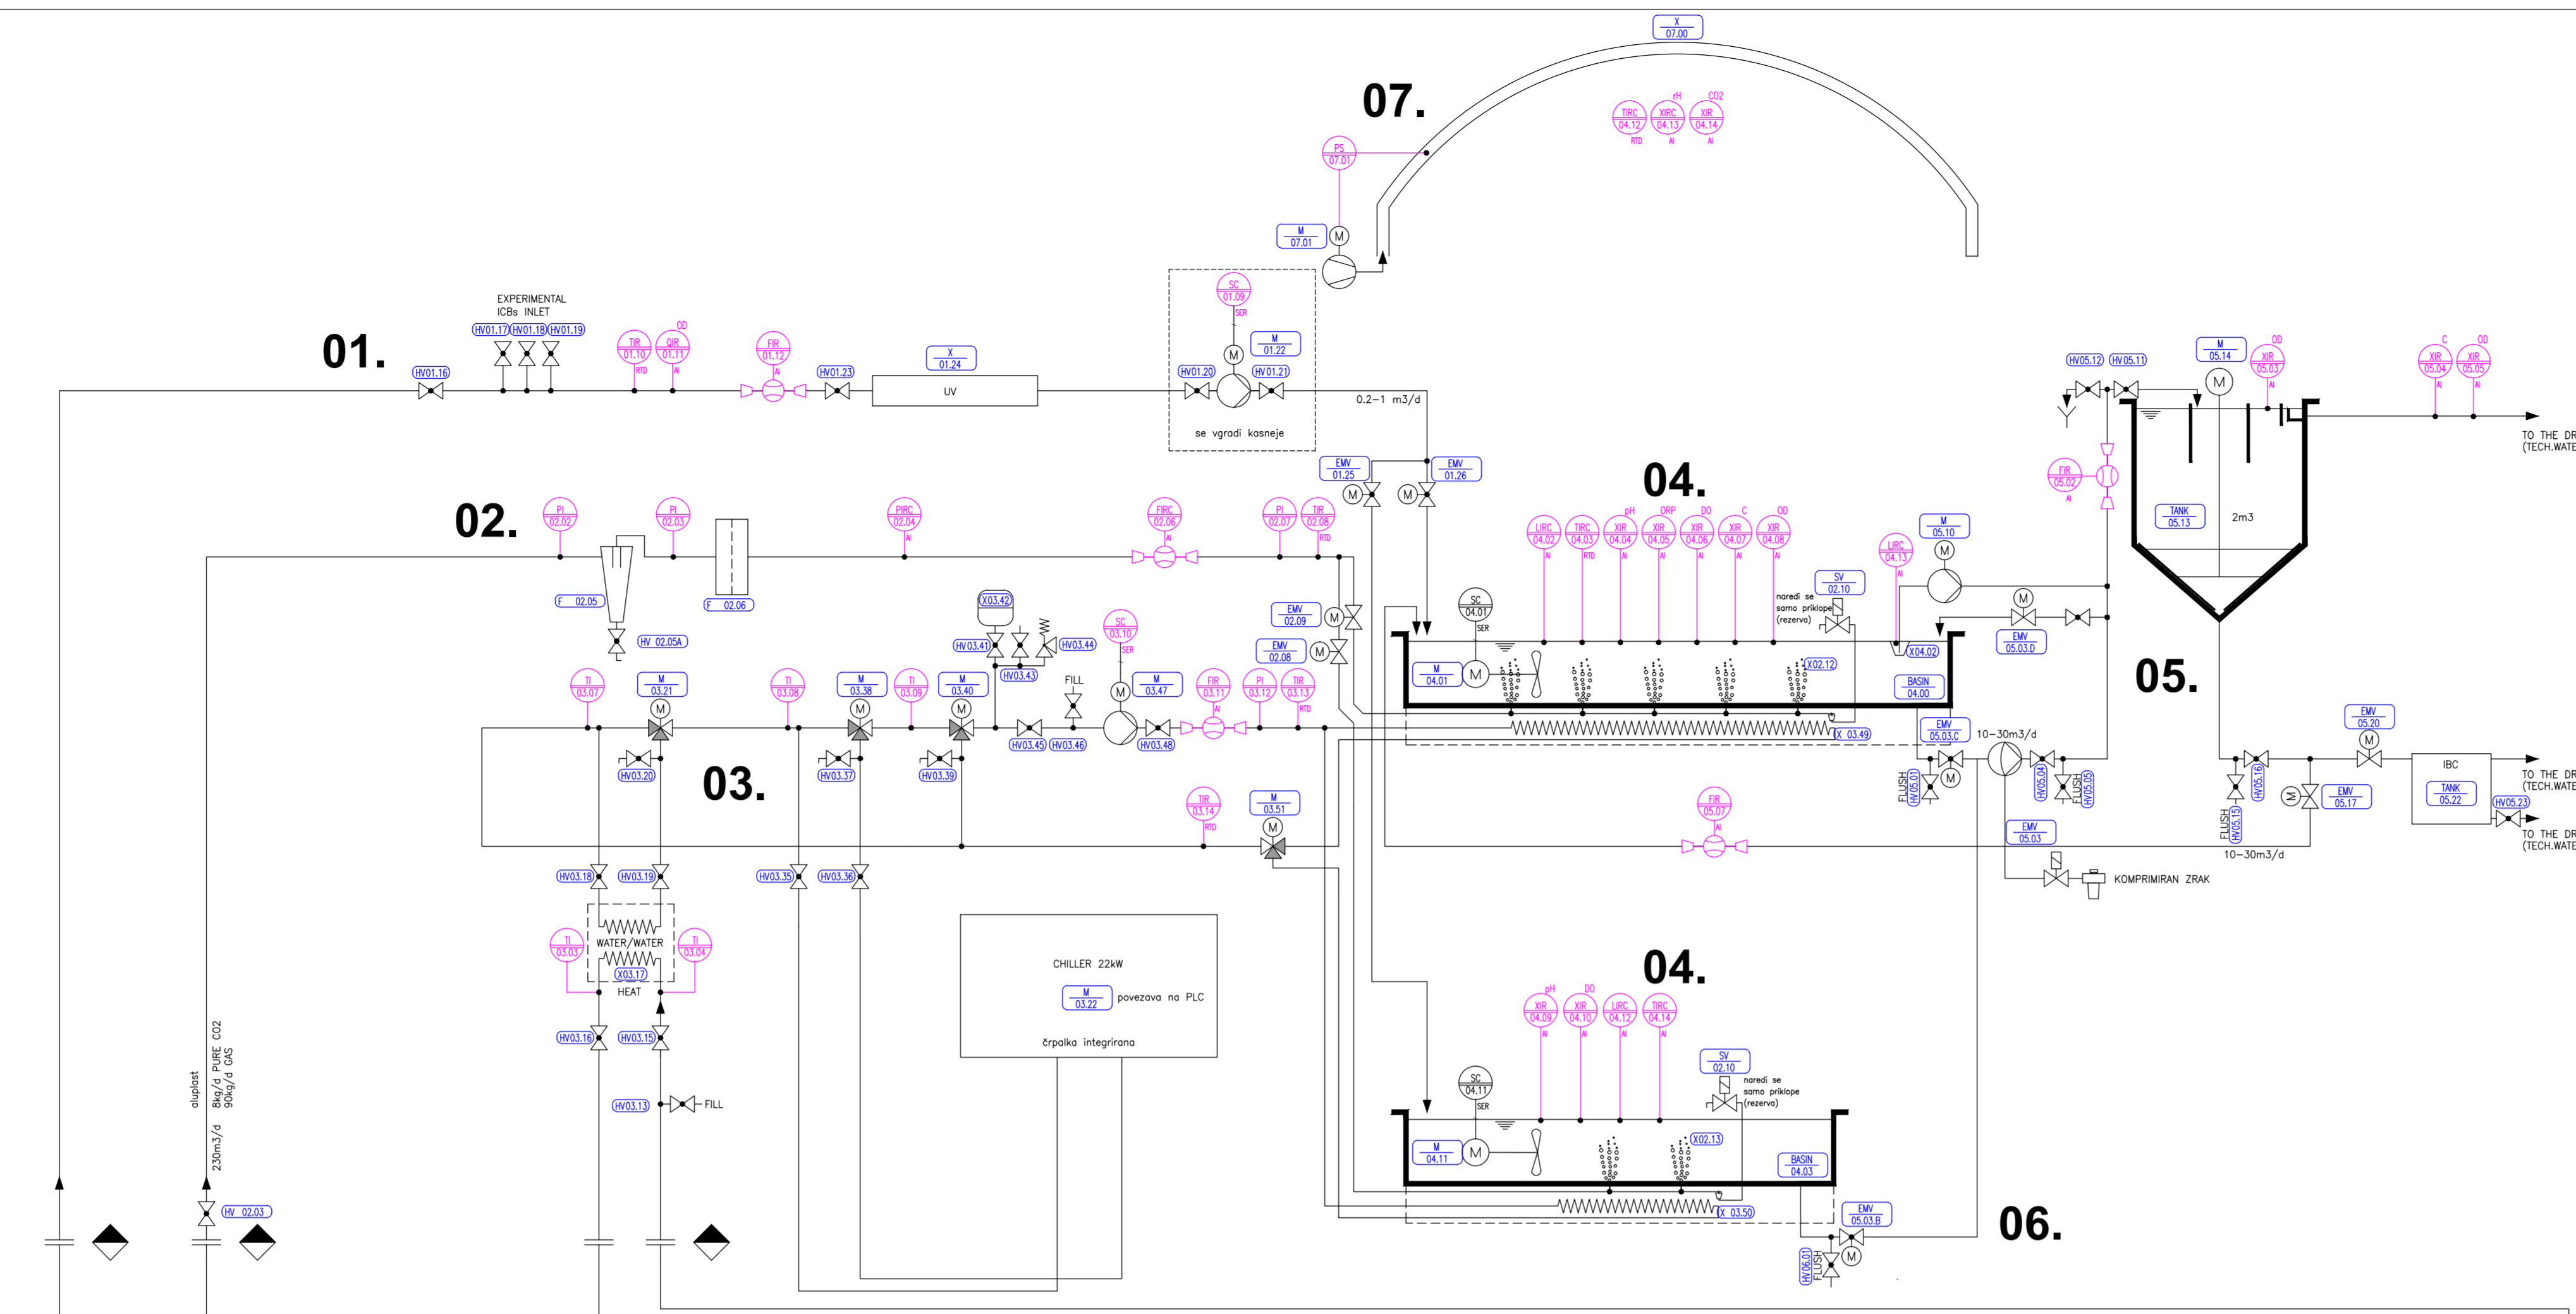 X
07.00
07.
rH
CO2
TIRC
04.12
RTD
XIRC
04.13
AI
XIR
04.14
AI
PS
07.01
M
07.01
M
EXPERIMENTAL
ICBs INLET
HV01.17
HV01.18
HV01.19
01.
HV01.16
TIR
01.10
RTD
OD
QIR
01.11
AI
FIR
01.12
AI
HV01.23
X
01.24
UV
SC
01.09
SER
M
M
01.22
HV01.20
HV01.21
se vgradi kasneje
0.2-1 m3/d
EMV
01.25
M
EMV
01.26
M
02.
PI
02.02
PI
02.03
F 02.05
HV 02.05A
F 02.06
PIRC
02.04
AI
FIRC
02.06
AI
PI
02.07
TIR
02.08
RTD
EMV
02.09
M
EMV
02.08
M
04.
LIRC
04.02
AI
TIRC
04.03
RTD
pH
XIR
04.04
AI
ORP
XIR
04.05
AI
DO
XIR
04.06
AI
C
XIR
04.07
AI
OD
XIR
04.08
AI
SV
02.10
naredi se
samo priklope
(rezerva)
LIRC
04.13
AI
M
05.10
M
SC
04.01
SER
M
04.01
M
X02.12
X04.02
BASIN
04.00
X 03.49
EMV
05.03.D
M
EMV
05.03.C
M
FLUSH
HV05.01
10-30m3/d
HV05.04
FLUSH
HV05.05
EMV
05.03
KOMPRIMIRAN ZRAK
FIR
05.07
AI
05.
HV05.12
HV05.11
M
05.14
M
OD
XIR
05.03
AI
C
XIR
05.04
AI
OD
XIR
05.05
AI
TO THE DR
(TECH.WATE
FIR
05.02
AI
TANK
05.13
2m3
EMV
05.20
M
FLUSH
HV05.15
HV05.16
M
EMV
05.17
10-30m3/d
IBC
TANK
05.22
HV05.23
TO THE DR
(TECH.WATE
TO THE DR
(TECH.WATE
03.
TI
03.07
M
03.21
M
HV03.20
TI
03.08
M
03.38
M
HV03.37
TI
03.09
M
03.40
M
HV03.39
X03.42
HV03.41
HV03.43
HV03.44
HV03.45
FILL
HV03.46
SC
03.10
SER
M
M
03.47
HV03.48
FIR
03.11
AI
PI
03.12
TIR
03.13
RTD
TIR
03.14
RTD
M
03.51
M
HV03.18
HV03.19
HV03.35
HV03.36
TI
03.03
WATER/WATER
X03.17
HEAT
TI
03.04
HV03.16
HV03.15
HV03.13
FILL
CHILLER 22kW
M
03.22
povezava na PLC
črpalka integrirana
aluplast
230m3/d
8kg/d PURE CO2
90kg/d GAS
HV 02.03
04.
pH
XIR
04.09
AI
DO
XIR
04.10
AI
LIRC
04.12
AI
TIRC
04.14
AI
SV
02.10
naredi se
samo priklope
(rezerva)
SC
04.11
SER
M
04.11
M
X02.13
BASIN
04.03
X 03.50
06.
EMV
05.03.B
M
HV06.01
FLUSH